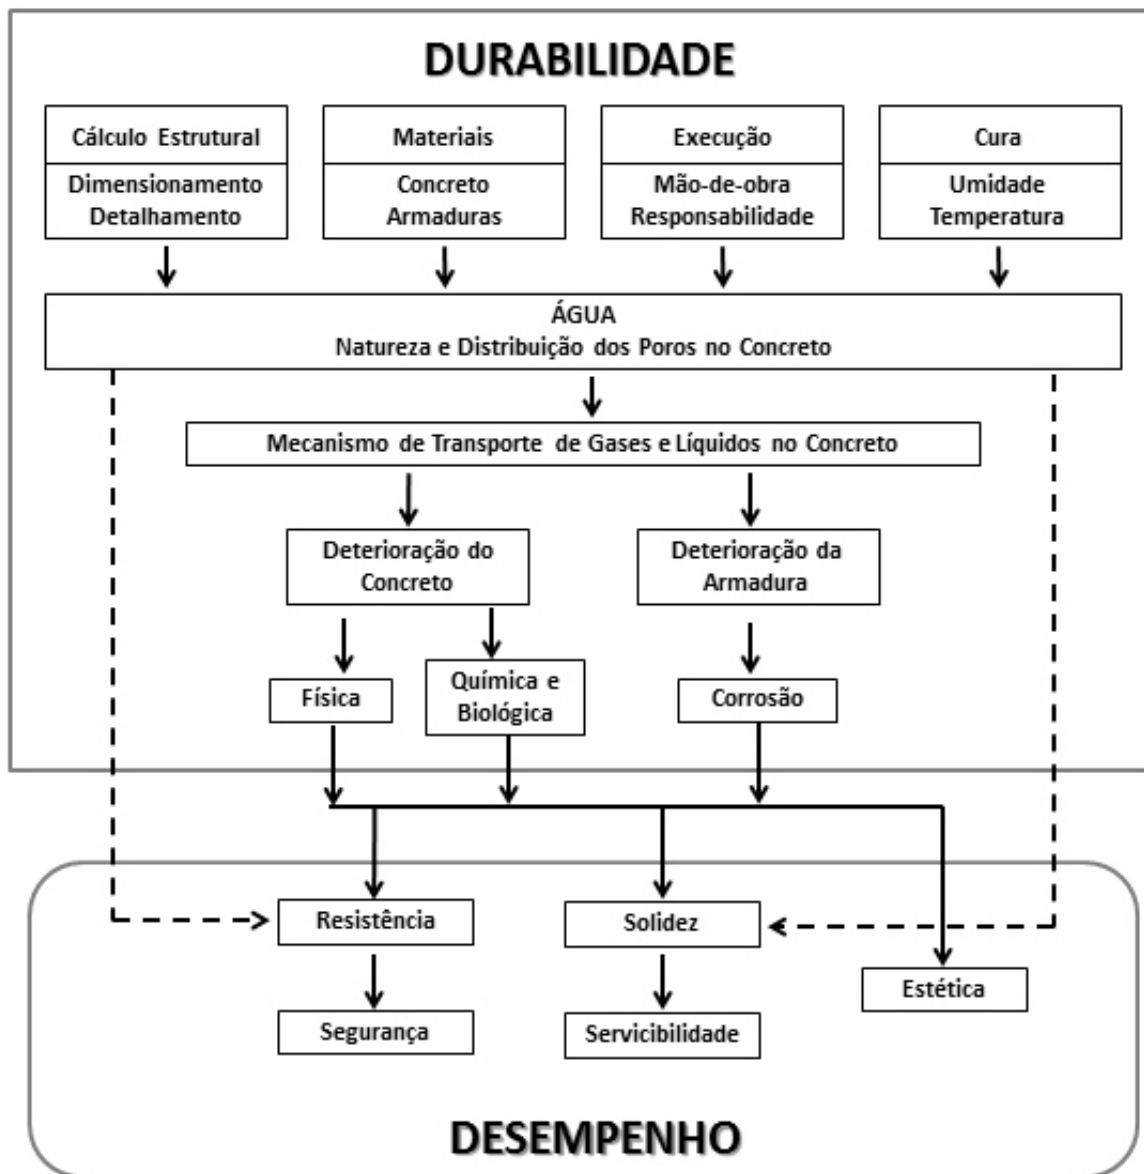 DURABILIDADE
Cálculo Estrutural
Dimensionamento
Detalhamento
Materiais
Concreto
Armaduras
Execução
Mão-de-obra
Responsabilidade
Cura
Umidade
Temperatura
ÁGUA
Natureza e Distribuição dos Poros no Concreto
Mecanismo de Transporte de Gases e Líquidos no Concreto
Deterioração do
Concreto
Deterioração da
Armadura
Física
Química e
Biológica
Corrosão
Resistência
Solidez
Estética
Segurança
Servicibilidade
DESEMPENHO